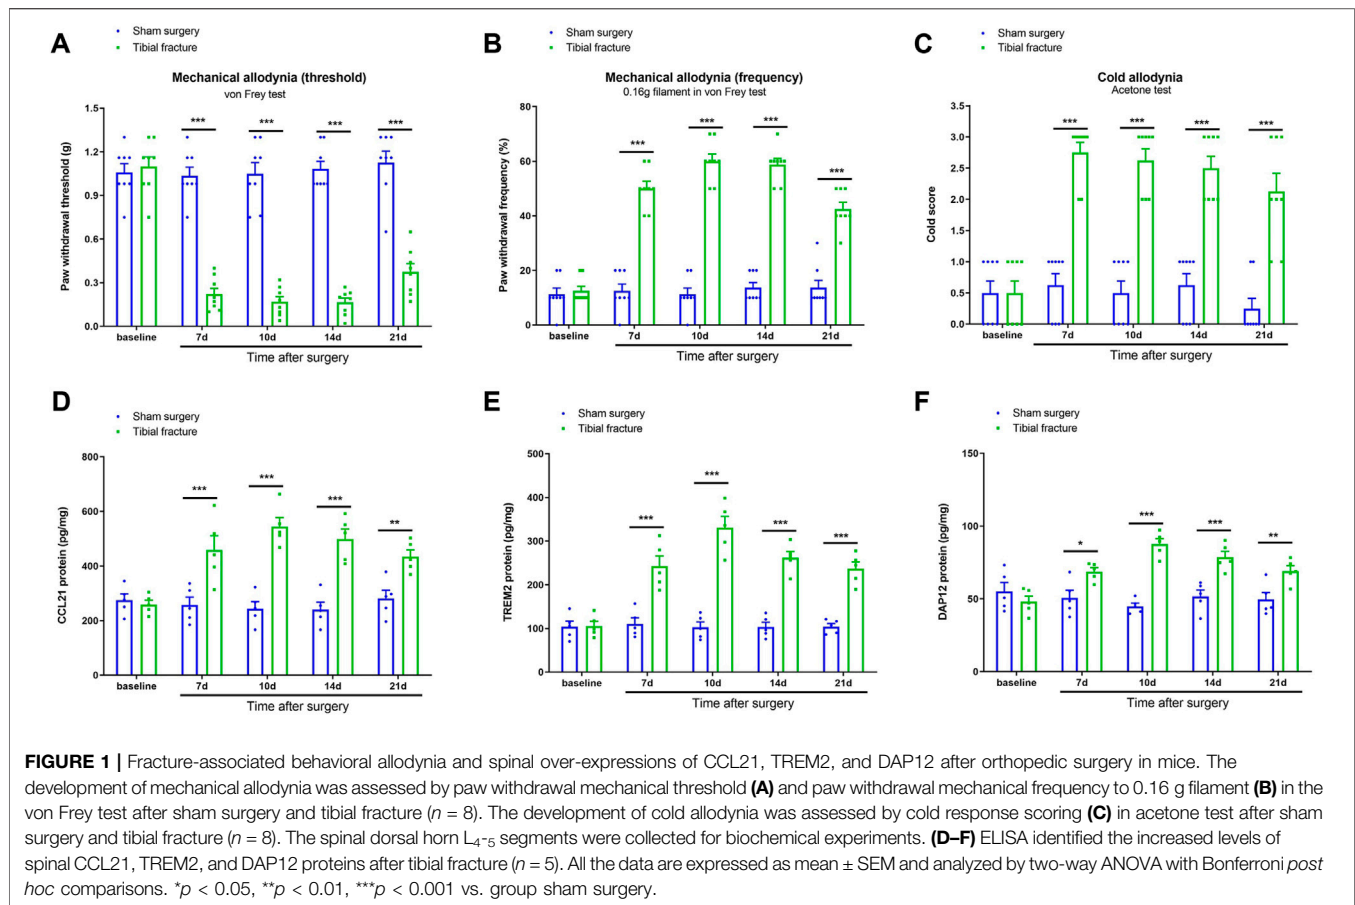 A
Sham surgery
Tibial fracture
Mechanical allodynia (threshold)
von Frey test
***
***
***
***
Paw withdrawal threshold (g)
1.5
1.2
0.9
0.6
0.3
0.0
baseline 7d 10d 14d 21d
Time after surgery
B
Sham surgery
Tibial fracture
Mechanical allodynia (frequency)
0.16g filament in von Frey test
***
***
***
***
Paw withdrawal frequency (%)
80
60
40
20
0
baseline 7d 10d 14d 21d
Time after surgery
C
Sham surgery
Tibial fracture
Cold allodynia
Acetone test
***
***
***
***
Cold score
3.5
3.0
2.5
2.0
1.5
1.0
0.5
0.0
baseline 7d 10d 14d 21d
Time after surgery
D
Sham surgery
Tibial fracture
***
***
***
**
CCL21 protein (pg/mg)
800
600
400
200
0
baseline 7d 10d 14d 21d
Time after surgery
E
Sham surgery
Tibial fracture
***
***
***
***
TREM2 protein (pg/mg)
500
400
300
200
100
0
baseline 7d 10d 14d 21d
Time after surgery
F
Sham surgery
Tibial fracture
*
***
***
**
DAP12 protein (pg/mg)
150
100
50
0
baseline 7d 10d 14d 21d
Time after surgery
FIGURE 1 | Fracture-associated behavioral allodynia and spinal over-expressions of CCL21, TREM2, and DAP12 after orthopedic surgery in mice. The
development of mechanical allodynia was assessed by paw withdrawal mechanical threshold (A) and paw withdrawal mechanical frequency to 0.16 g filament (B) in the
von Frey test after sham surgery and tibial fracture (n = 8). The development of cold allodynia was assessed by cold response scoring (C) in acetone test after sham
surgery and tibial fracture (n = 8). The spinal dorsal horn L₄-₅ segments were collected for biochemical experiments. (D–F) ELISA identified the increased levels of
spinal CCL21, TREM2, and DAP12 proteins after tibial fracture (n = 5). All the data are expressed as mean ± SEM and analyzed by two-way ANOVA with Bonferroni post
hoc comparisons. *p < 0.05, **p < 0.01, ***p < 0.001 vs. group sham surgery.